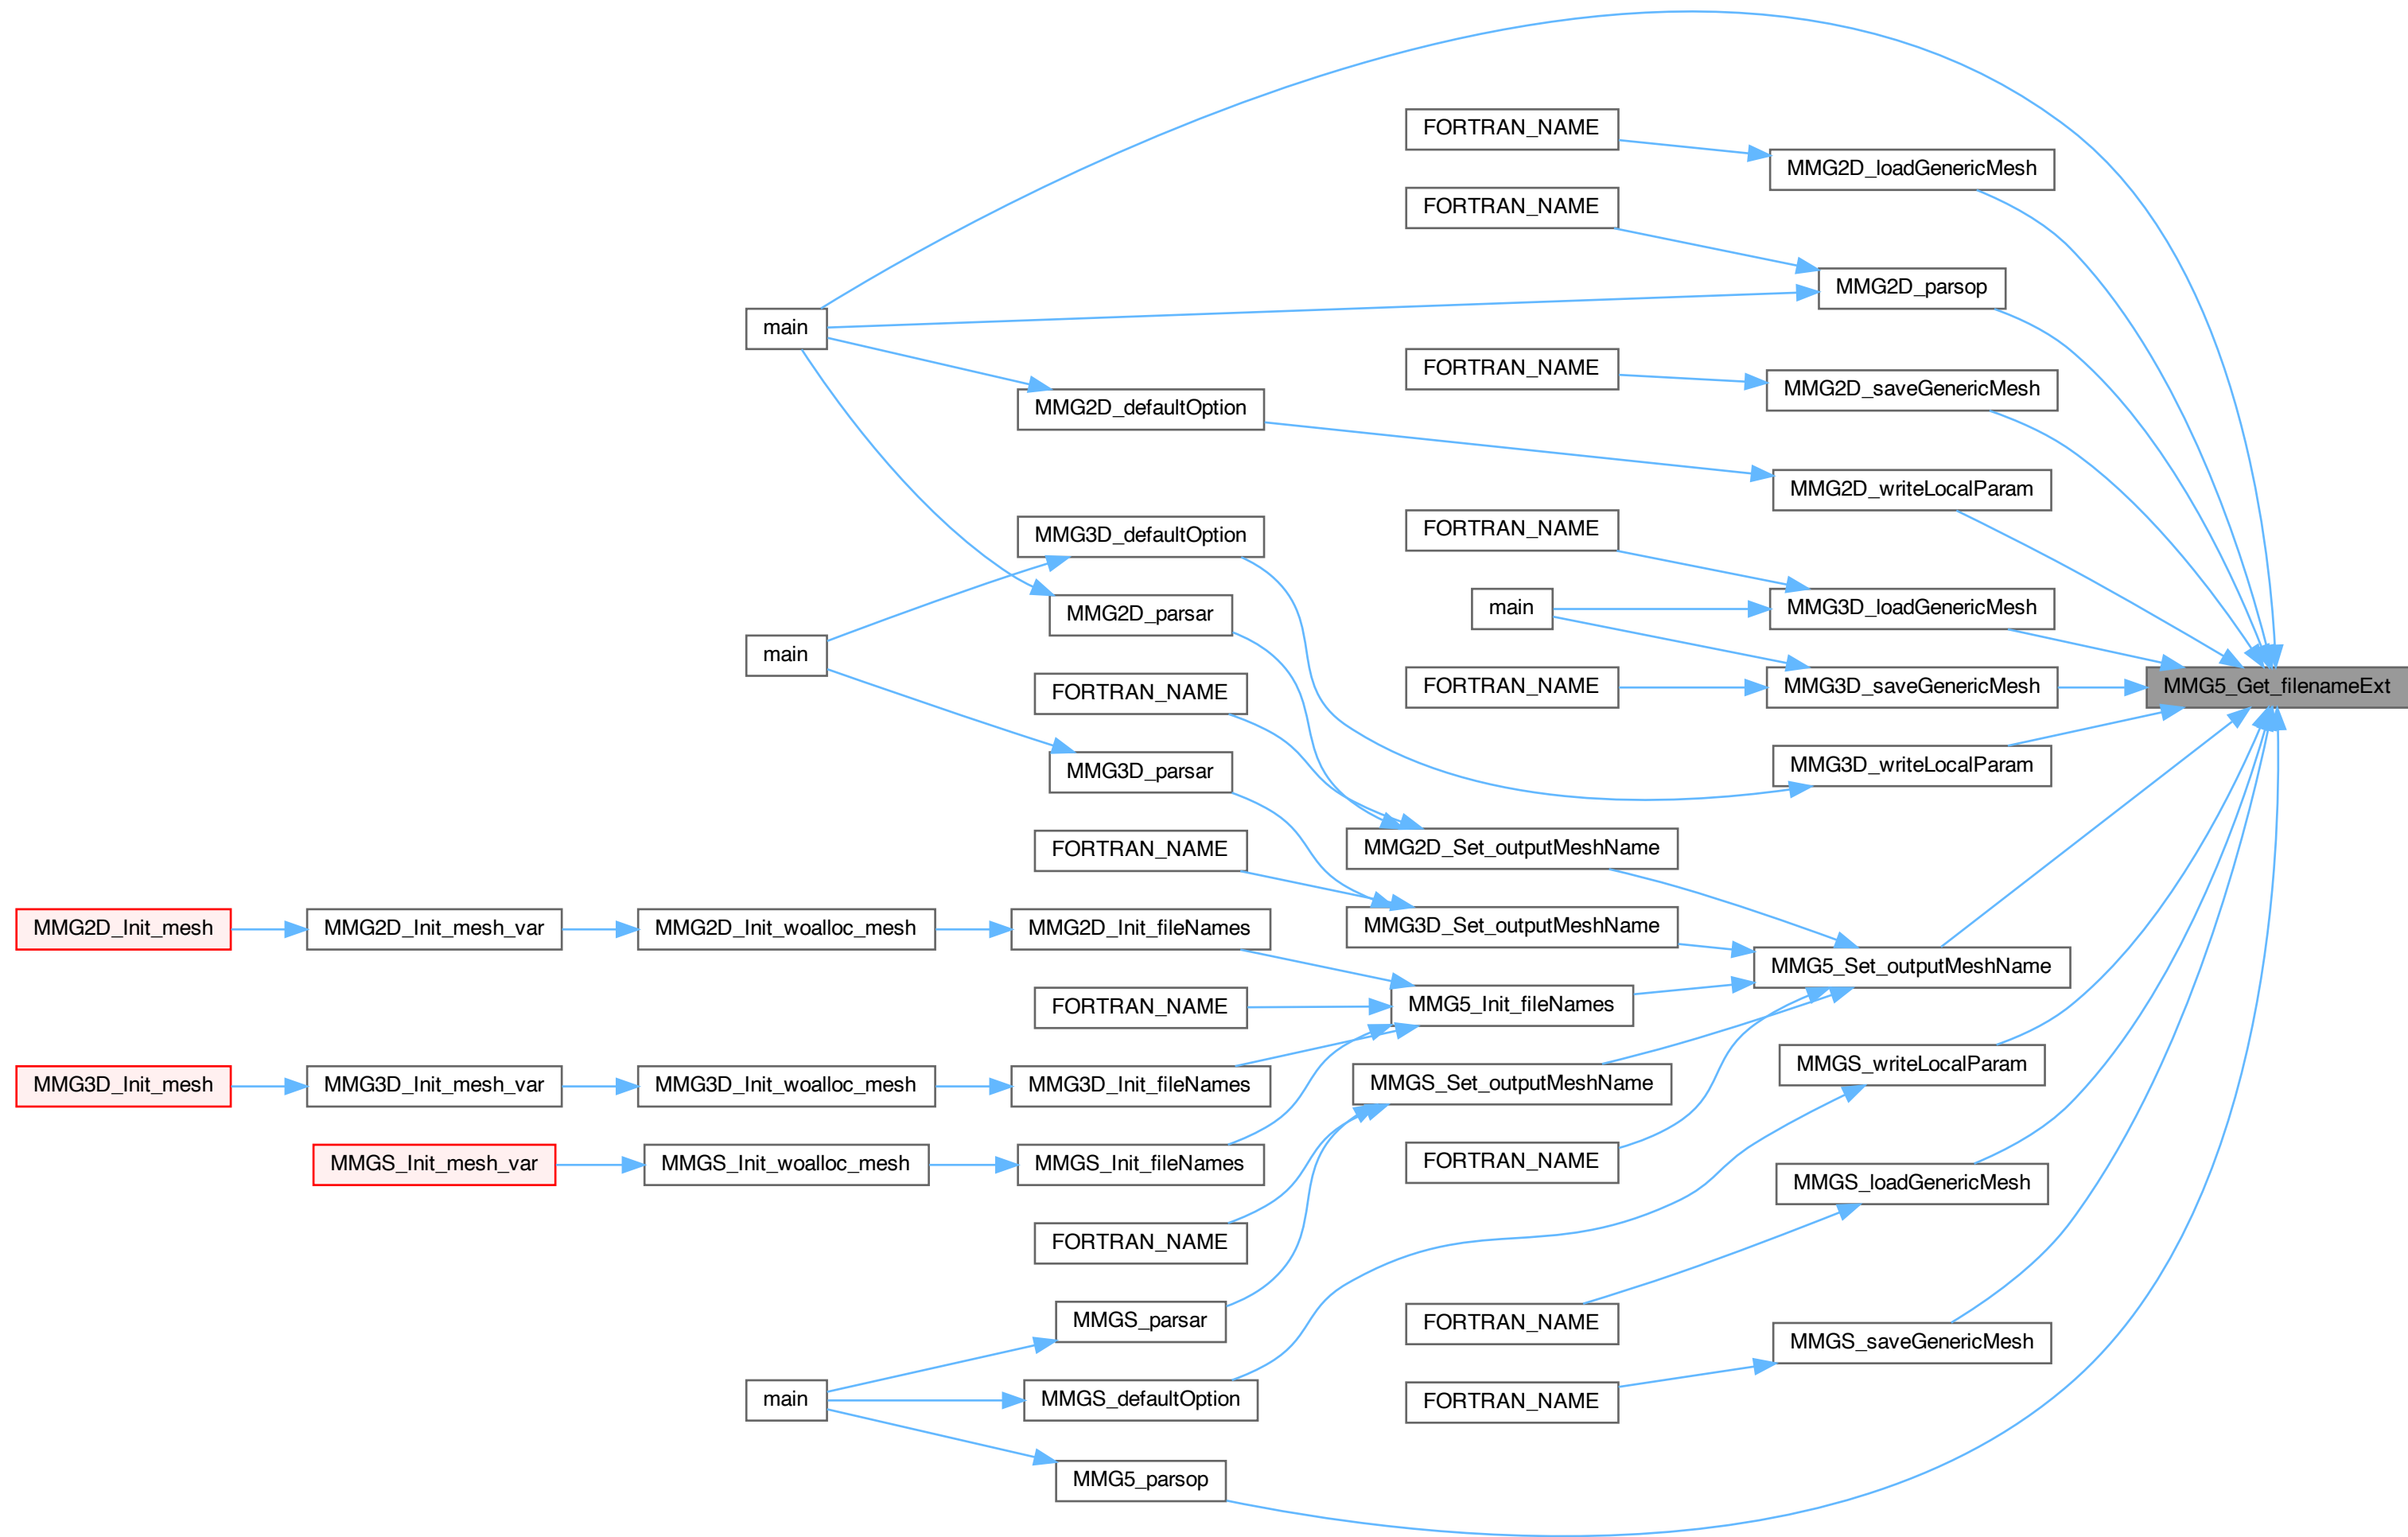 FORTRAN_NAME
MMG2D_loadGenericMesh
FORTRAN_NAME
MMG2D_parsop
main
FORTRAN_NAME
MMG2D_saveGenericMesh
MMG2D_defaultOption
MMG2D_writeLocalParam
MMG3D_defaultOption
FORTRAN_NAME
main
MMG3D_loadGenericMesh
MMG2D_parsar
main
FORTRAN_NAME
FORTRAN_NAME
MMG3D_saveGenericMesh
MMG5_Get_filenameExt
MMG3D_parsar
MMG3D_writeLocalParam
FORTRAN_NAME
MMG2D_Set_outputMeshName
MMG2D_Init_mesh
MMG2D_Init_mesh_var
MMG2D_Init_woalloc_mesh
MMG2D_Init_fileNames
MMG3D_Set_outputMeshName
MMG5_Set_outputMeshName
FORTRAN_NAME
MMG5_Init_fileNames
MMG3D_Init_mesh
MMG3D_Init_mesh_var
MMG3D_Init_woalloc_mesh
MMG3D_Init_fileNames
MMGS_Set_outputMeshName
MMGS_writeLocalParam
MMGS_Init_mesh_var
MMGS_Init_woalloc_mesh
MMGS_Init_fileNames
FORTRAN_NAME
MMGS_loadGenericMesh
FORTRAN_NAME
MMGS_parsar
FORTRAN_NAME
MMGS_saveGenericMesh
main
MMGS_defaultOption
FORTRAN_NAME
MMG5_parsop